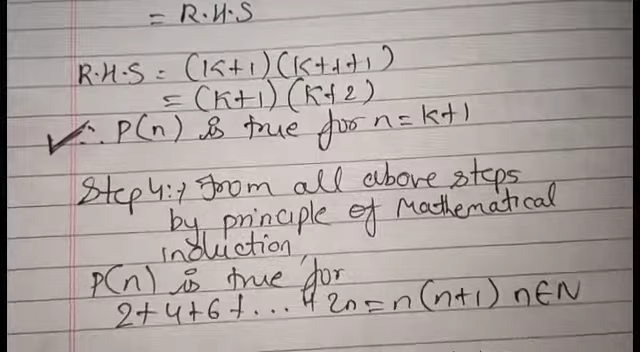 = R.H.S
R.H.S = (K+1)(K+1+1)
= (K+1)(K+2)
∴ P(n) is true for n = k+1
Step 4:→ From all above steps
by principle of Mathematical
induction,
P(n) is true for
2+4+6+... +2n = n(n+1) n∈N